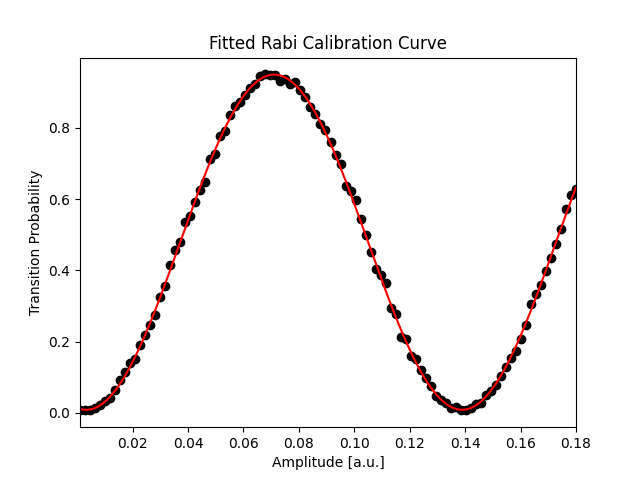 Fitted Rabi Calibration Curve
Transition Probability
0.8
0.6
0.4
0.2
0.0
0.02 0.04 0.06 0.08 0.10 0.12 0.14 0.16 0.18
Amplitude [a.u.]